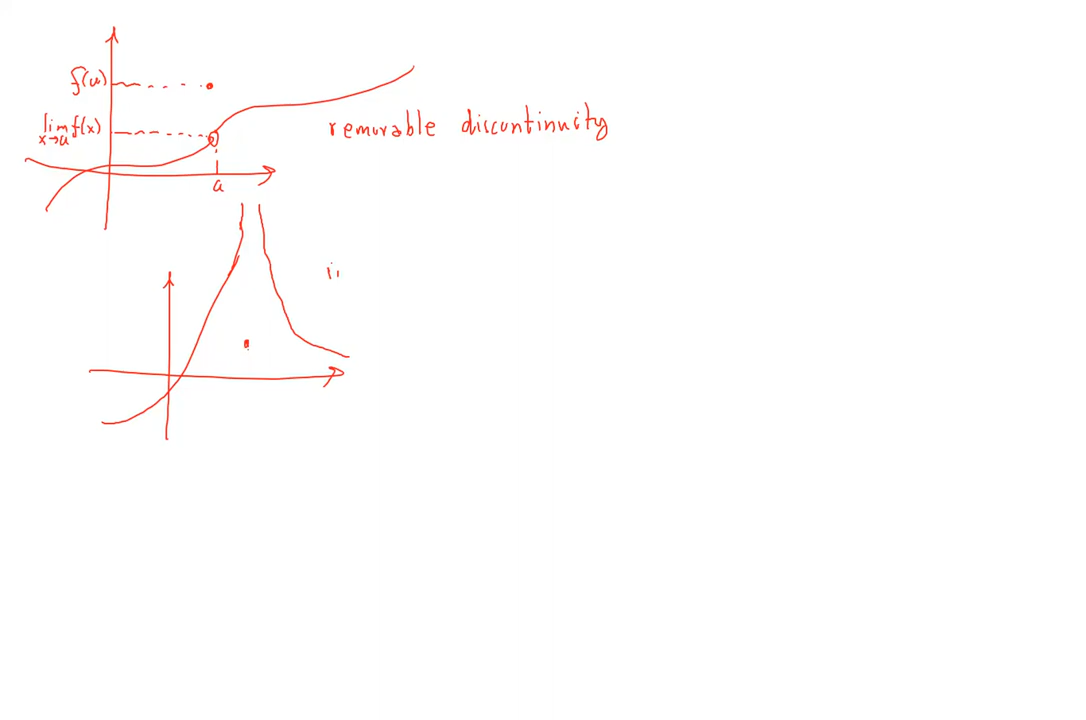 f(a)
lim f(x)
x→a
removable discontinuity
a